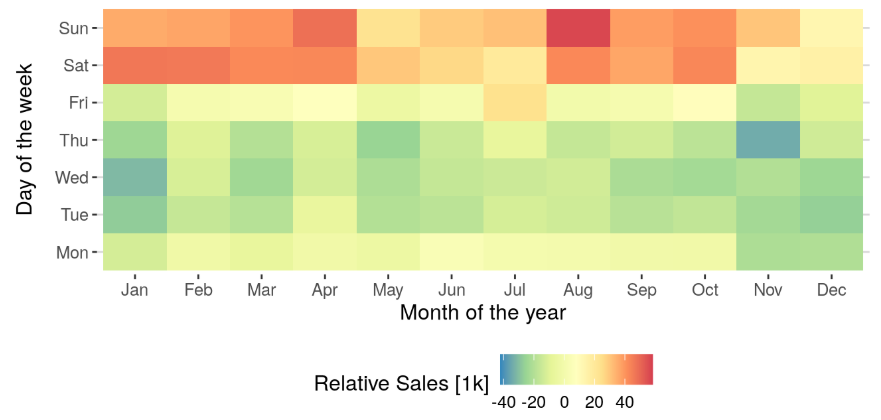 Sun
Sat
Fri
Thu
Wed
Tue
Mon
Day of the week
Jan Feb Mar Apr May Jun Jul Aug Sep Oct Nov Dec
Month of the year
Relative Sales [1k]
-40 -20 0 20 40